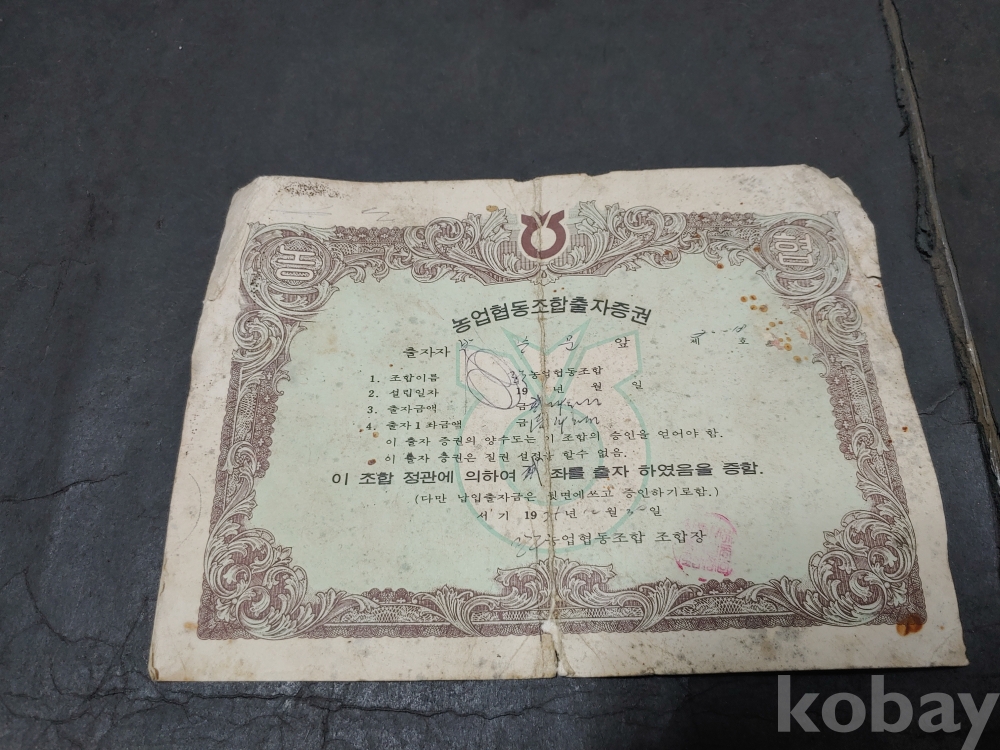 농 협
농업협동조합출자증권
출자자 승문 앞 제 호
1. 조합이름 농업협동조합
2. 설립일자 19 년 월 일
3. 출자금액 금
4. 출자 1 좌금액 금
이 출자 증권의 양수도는 이 조합의 승인을 얻어야 함.
이 출자 증권은 질권 설정을 할수 없음.
이 조합 정관에 의하여 좌를 출자 하였음을 증함.
(다만 납입출자금은 뒷면에쓰고 승인하기로함.)
서기 19 년 월 일
농업협동조합 조합장
kobay